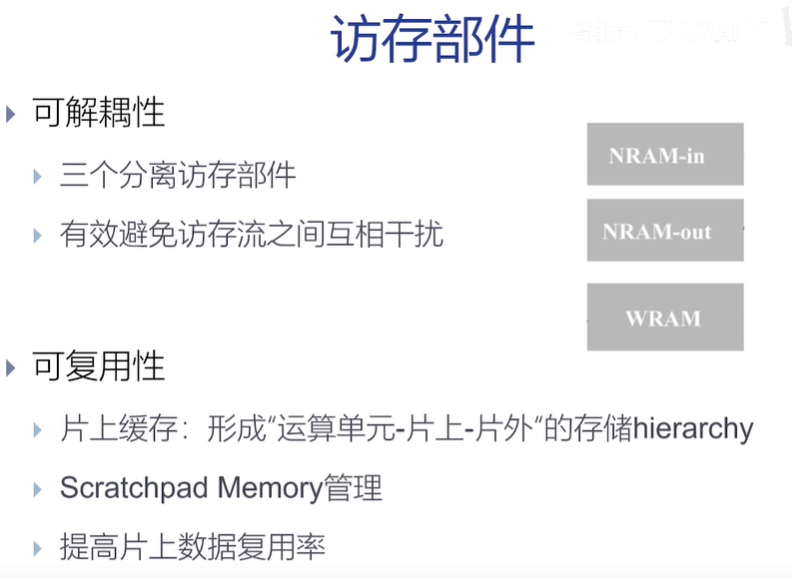 访存部件
可解耦性
三个分离访存部件
有效避免访存流之间互相干扰
NRAM-in
NRAM-out
WRAM
可复用性
片上缓存：形成“运算单元-片上-片外“的存储hierarchy
Scratchpad Memory管理
提高片上数据复用率